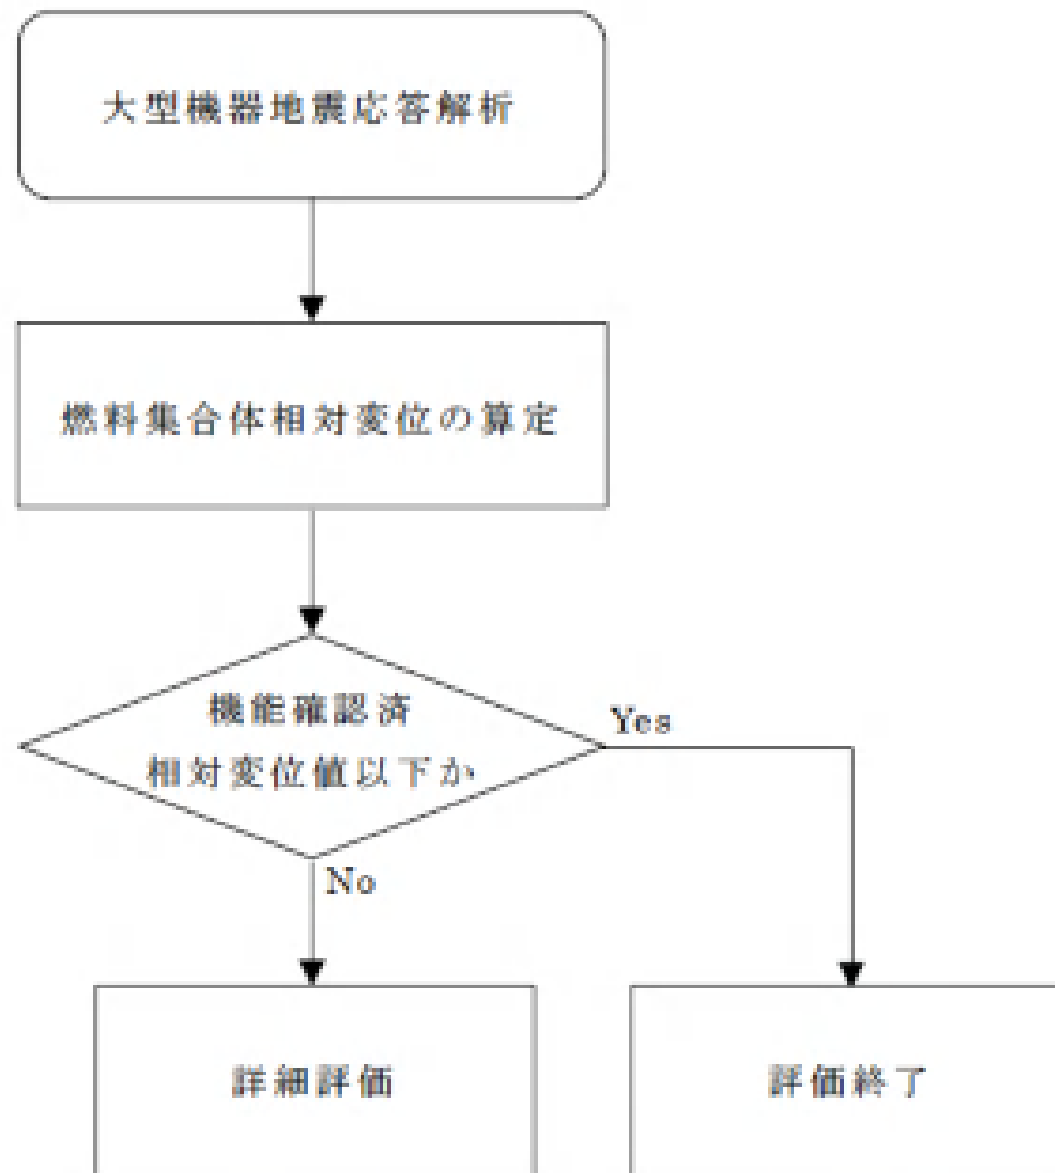 大型機器地震応答解析
燃料集合体相対変位の算定
機能確認済
相対変位値以下か
Yes
No
詳細評価
評価終了